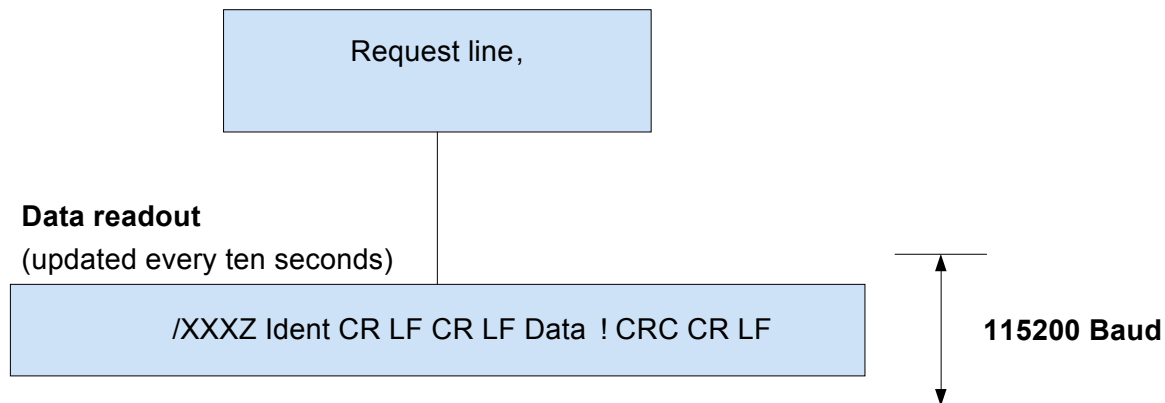 Request line,
Data readout
(updated every ten seconds)
/XXXZ Ident CR LF CR LF Data ! CRC CR LF
115200 Baud